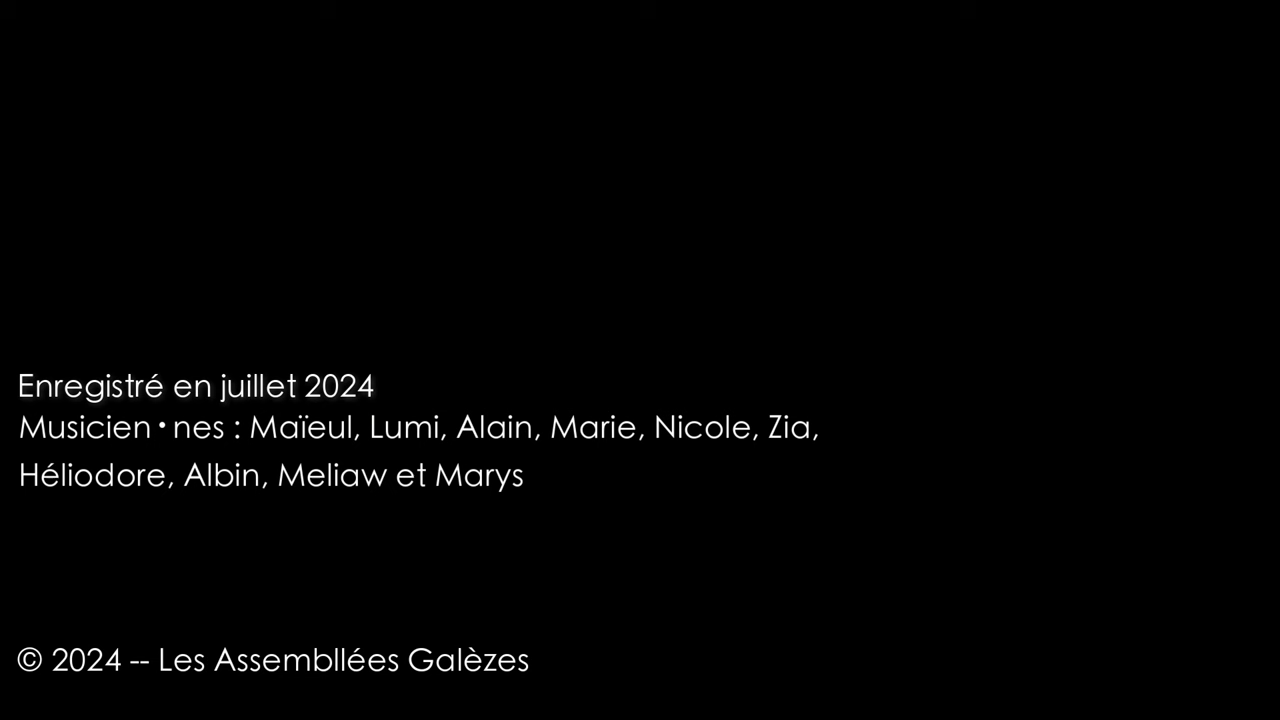 Enregistré en juillet 2024
Musicien•nes : Maïeul, Lumi, Alain, Marie, Nicole, Zia,
Héliodore, Albin, Meliaw et Marys
© 2024 -- Les Assembllées Galèzes